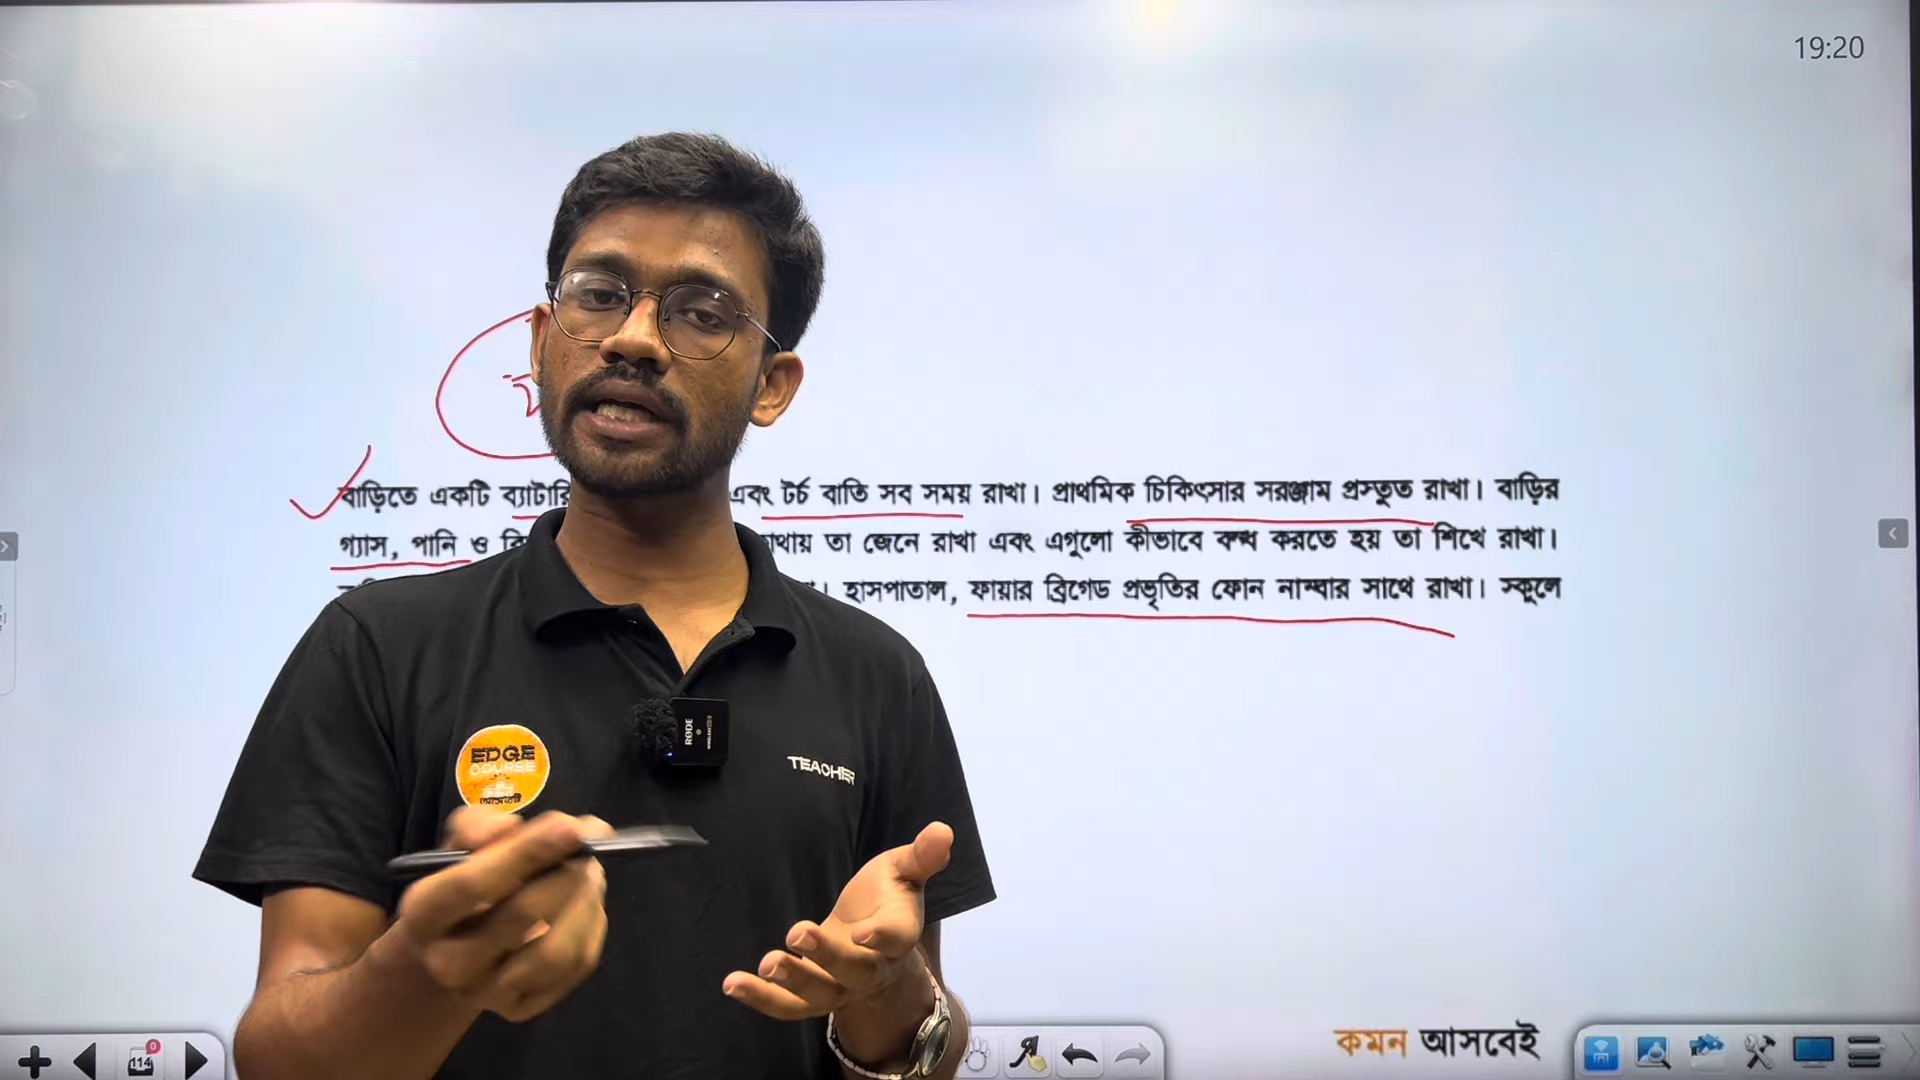 19:20
বাড়িতে একটি এবং টর্চ বাতি সব সময় রাখা। প্রাথমিক চিকিৎসার সরঞ্জাম প্রস্তুত রাখা। বাড়ির
গ্যাস, পানি ও তা জেনে রাখা এবং এগুলো কীভাবে বন্ধ করতে হয় তা শিখে রাখা।
হাসপাতাল, ফায়ার ব্রিগেড প্রভৃতির ফোন নাম্বার সাথে রাখা। স্কুলে
RODE
EDGE
COURSE
TEACHER
0
114
কমন আসবেই